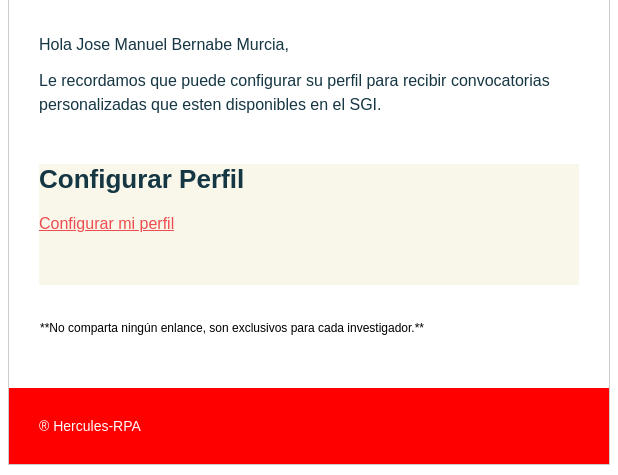 Hola Jose Manuel Bernabe Murcia,
Le recordamos que puede configurar su perfil para recibir convocatorias
personalizadas que esten disponibles en el SGI.
Configurar Perfil
Configurar mi perfil
**No comparta ningún enlance, son exclusivos para cada investigador.**
® Hercules-RPA